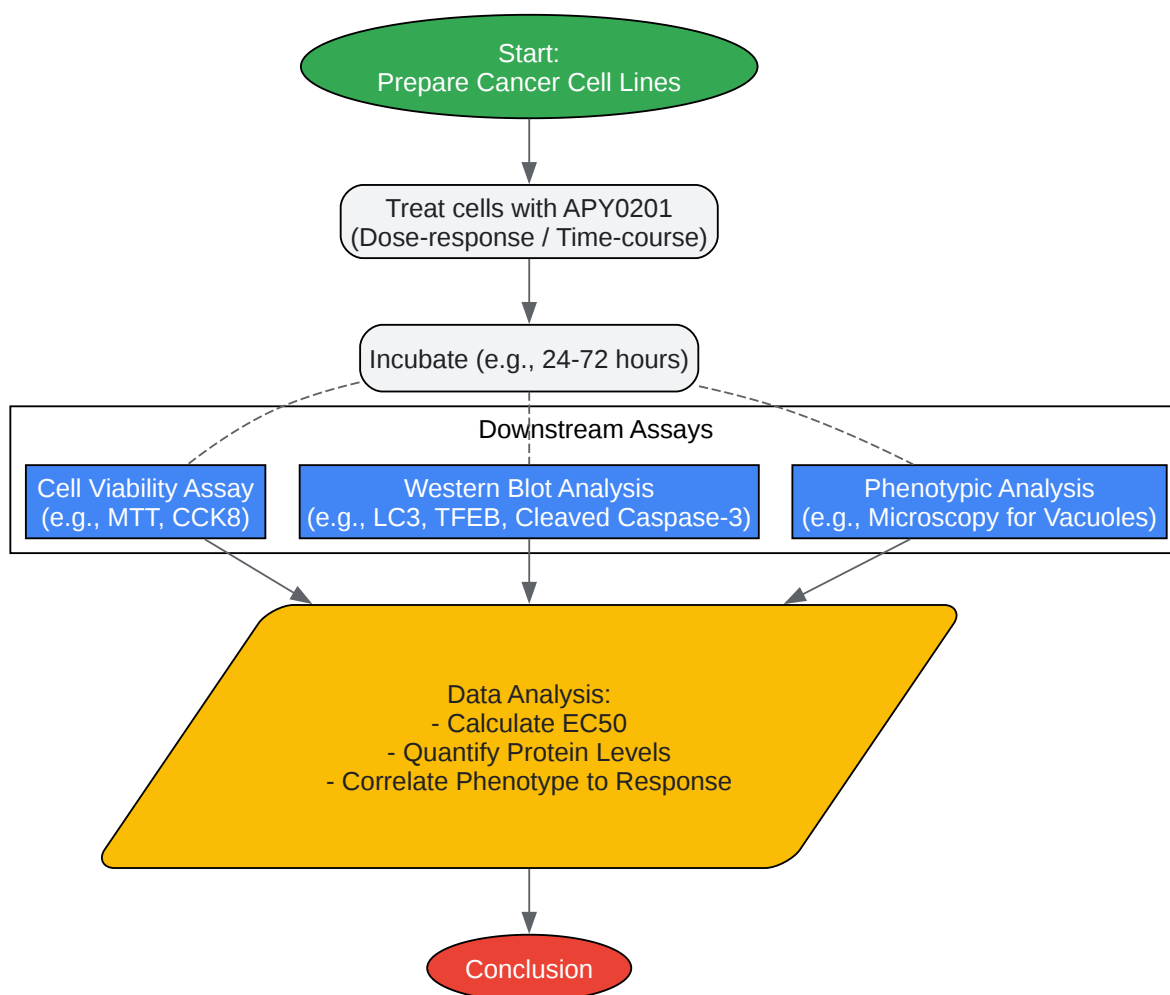 Start:
Prepare Cancer Cell Lines
Treat cells with APY0201
(Dose-response / Time-course)
Incubate (e.g., 24-72 hours)
Downstream Assays
Cell Viability Assay
(e.g., MTT, CCK8)
Western Blot Analysis
(e.g., LC3, TFEB, Cleaved Caspase-3)
Phenotypic Analysis
(e.g., Microscopy for Vacuoles)
Data Analysis:
- Calculate EC50
- Quantify Protein Levels
- Correlate Phenotype to Response
Conclusion